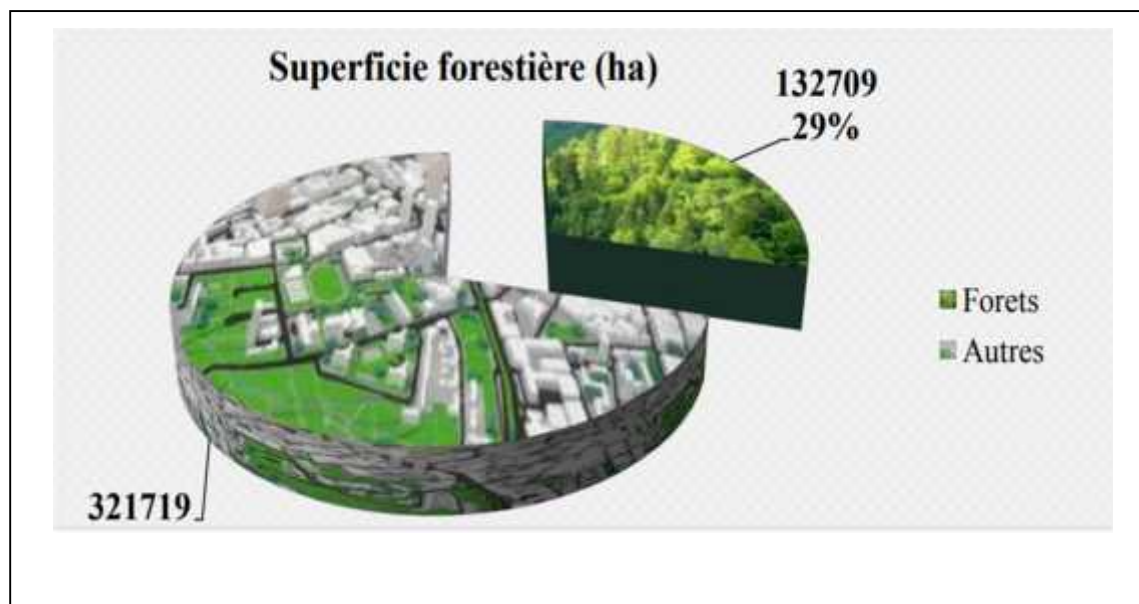 Superficie forestière (ha)
132709
29%
Forets
Autres
321719